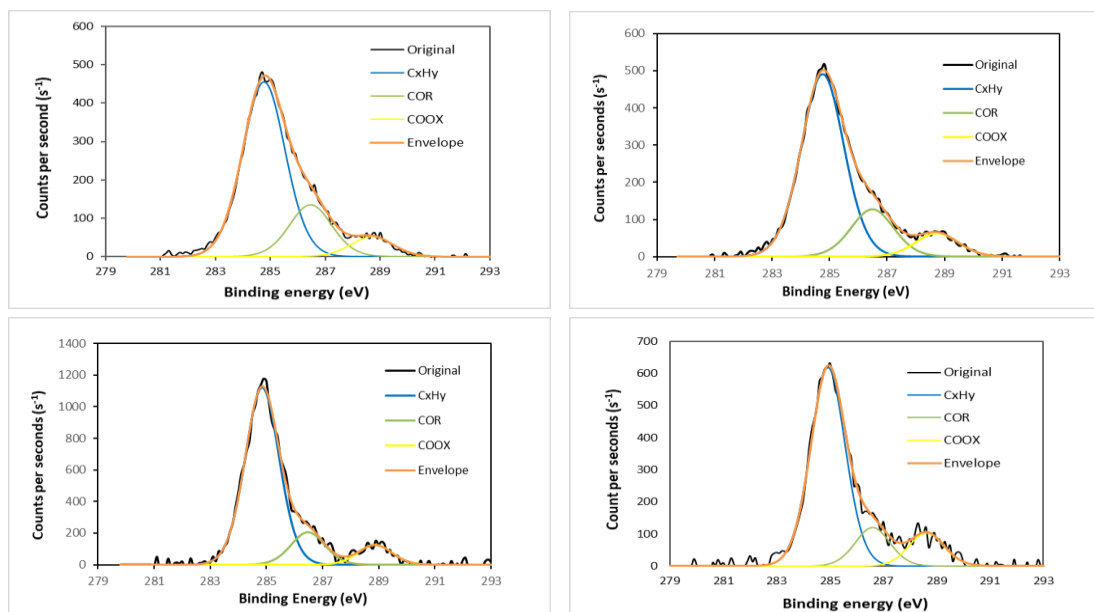 600
500
400
300
200
100
0
279 281 283 285 287 289 291 293
Counts per second (s-1)
Binding energy (eV)
Original
CxHy
COR
COOX
Envelope
600
500
400
300
200
100
0
279 281 283 285 287 289 291 293
Counts per seconds (s-1)
Binding Energy (eV)
Original
CxHy
COR
COOX
Envelope
1400
1200
1000
800
600
400
200
0
279 281 283 285 287 289 291 293
Counts per seconds (s-1)
Binding Energy (eV)
Original
CxHy
COR
COOX
Envelope
700
600
500
400
300
200
100
0
279 281 283 285 287 289 291 293
Count per seconds (s-1)
Binding energy (eV)
Original
CxHy
COR
COOX
Envelope